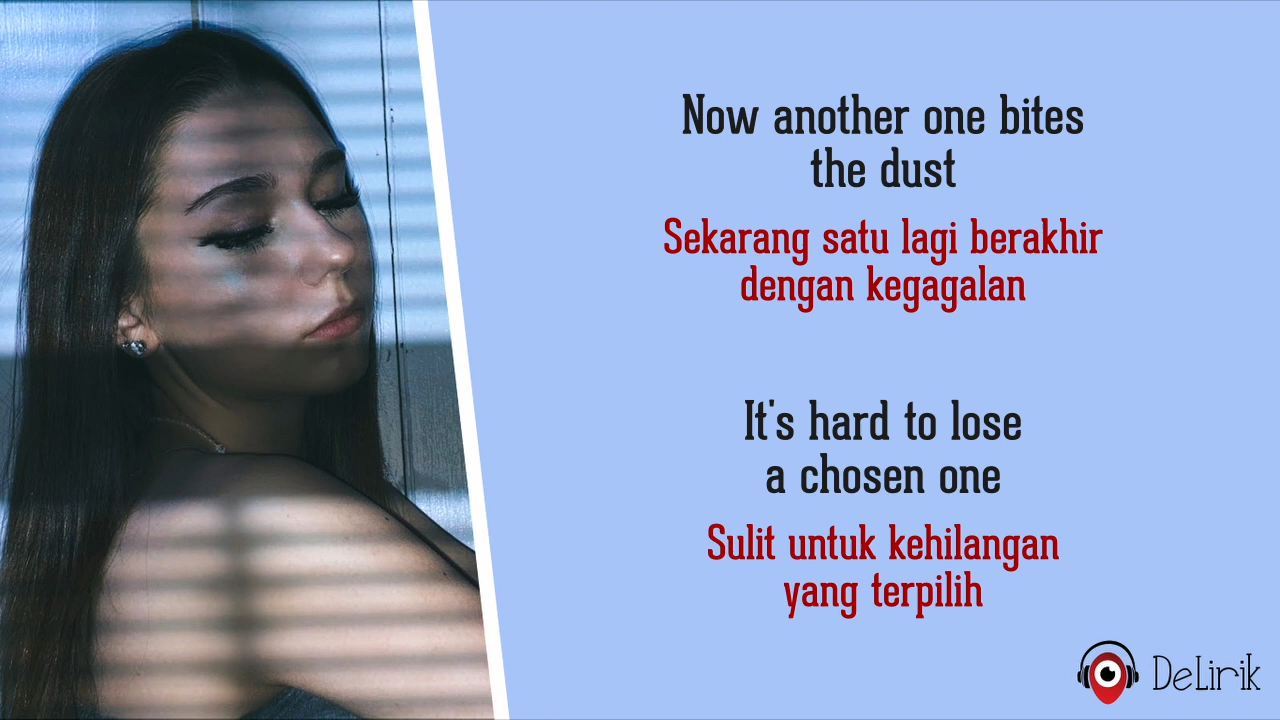 Now another one bites
the dust
Sekarang satu lagi berakhir
dengan kegagalan
It's hard to lose
a chosen one
Sulit untuk kehilangan
yang terpilih
DeLirik